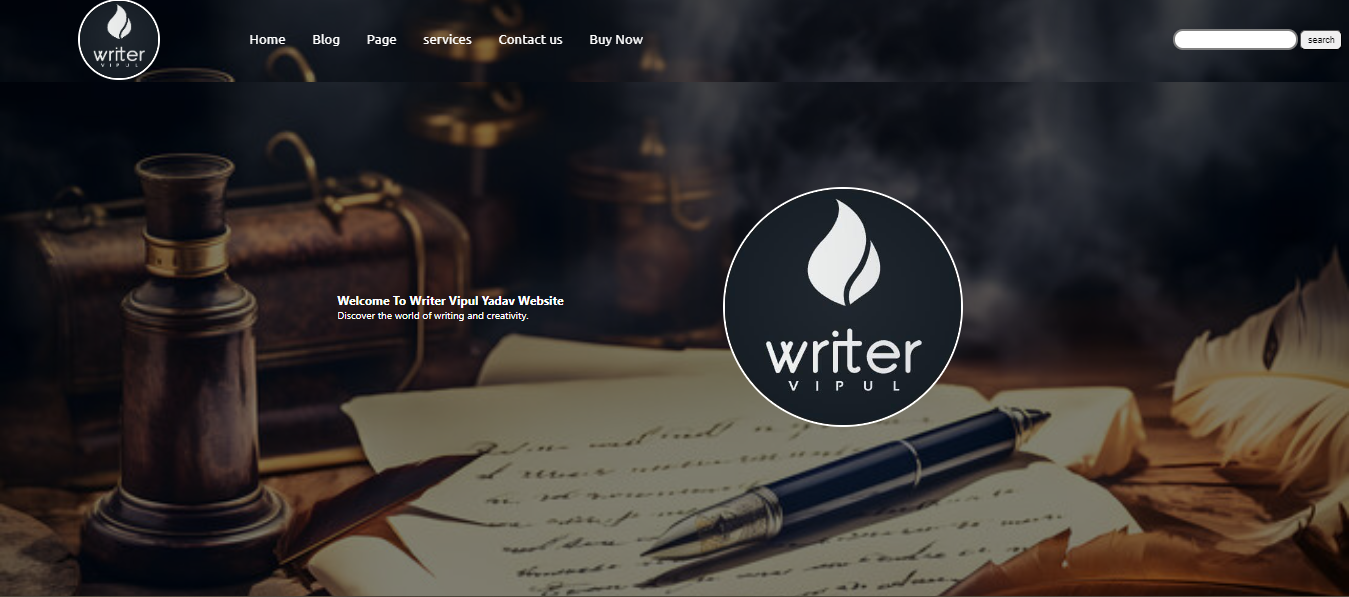 writer
VIPUL
Home Blog Page services Contact us Buy Now
search
Welcome To Writer Vipul Yadav Website
Discover the world of writing and creativity.
writer
VIPUL